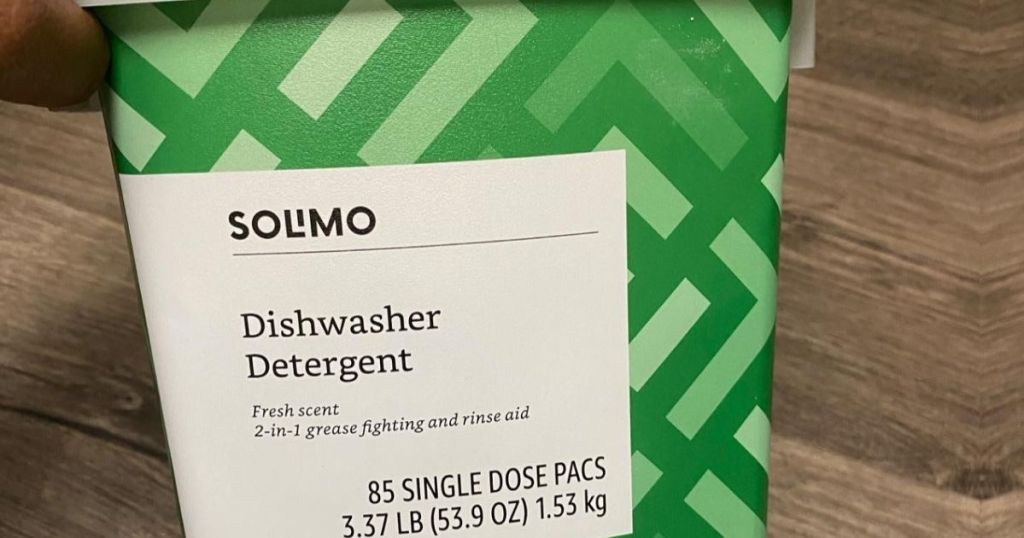 SOLIMO
Dishwasher
Detergent
Fresh scent
2-in-1 grease fighting and rinse aid
85 SINGLE DOSE PACS
3.37 LB (53.9 OZ) 1.53 kg